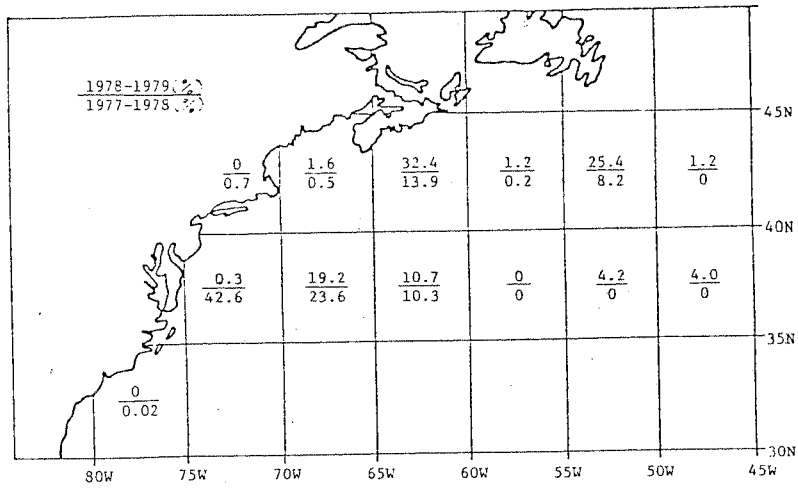 1978-1979(%)
1977-1978(%)
45N
0 1.6 32.4 1.2 25.4 1.2
0.7 0.5 13.9 0.2 8.2 0
40N
0.3 19.2 10.7 0 4.2 4.0
42.6 23.6 10.3 0 0 0
35N
0
0.02
30N
80W 75W 70W 65W 60W 55W 50W 45W